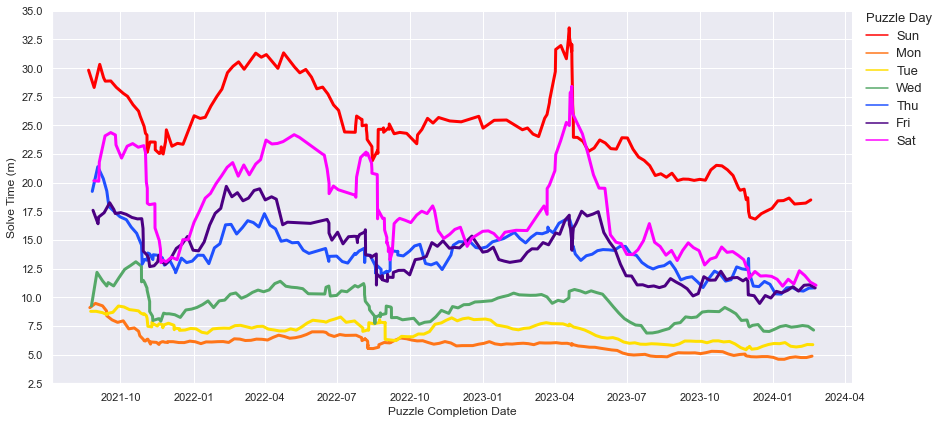 35.0
32.5
30.0
27.5
25.0
22.5
20.0
17.5
15.0
12.5
10.0
7.5
5.0
2.5
Solve Time (m)
2021-10 2022-01 2022-04 2022-07 2022-10 2023-01 2023-04 2023-07 2023-10 2024-01 2024-04
Puzzle Completion Date
Puzzle Day
Sun
Mon
Tue
Wed
Thu
Fri
Sat